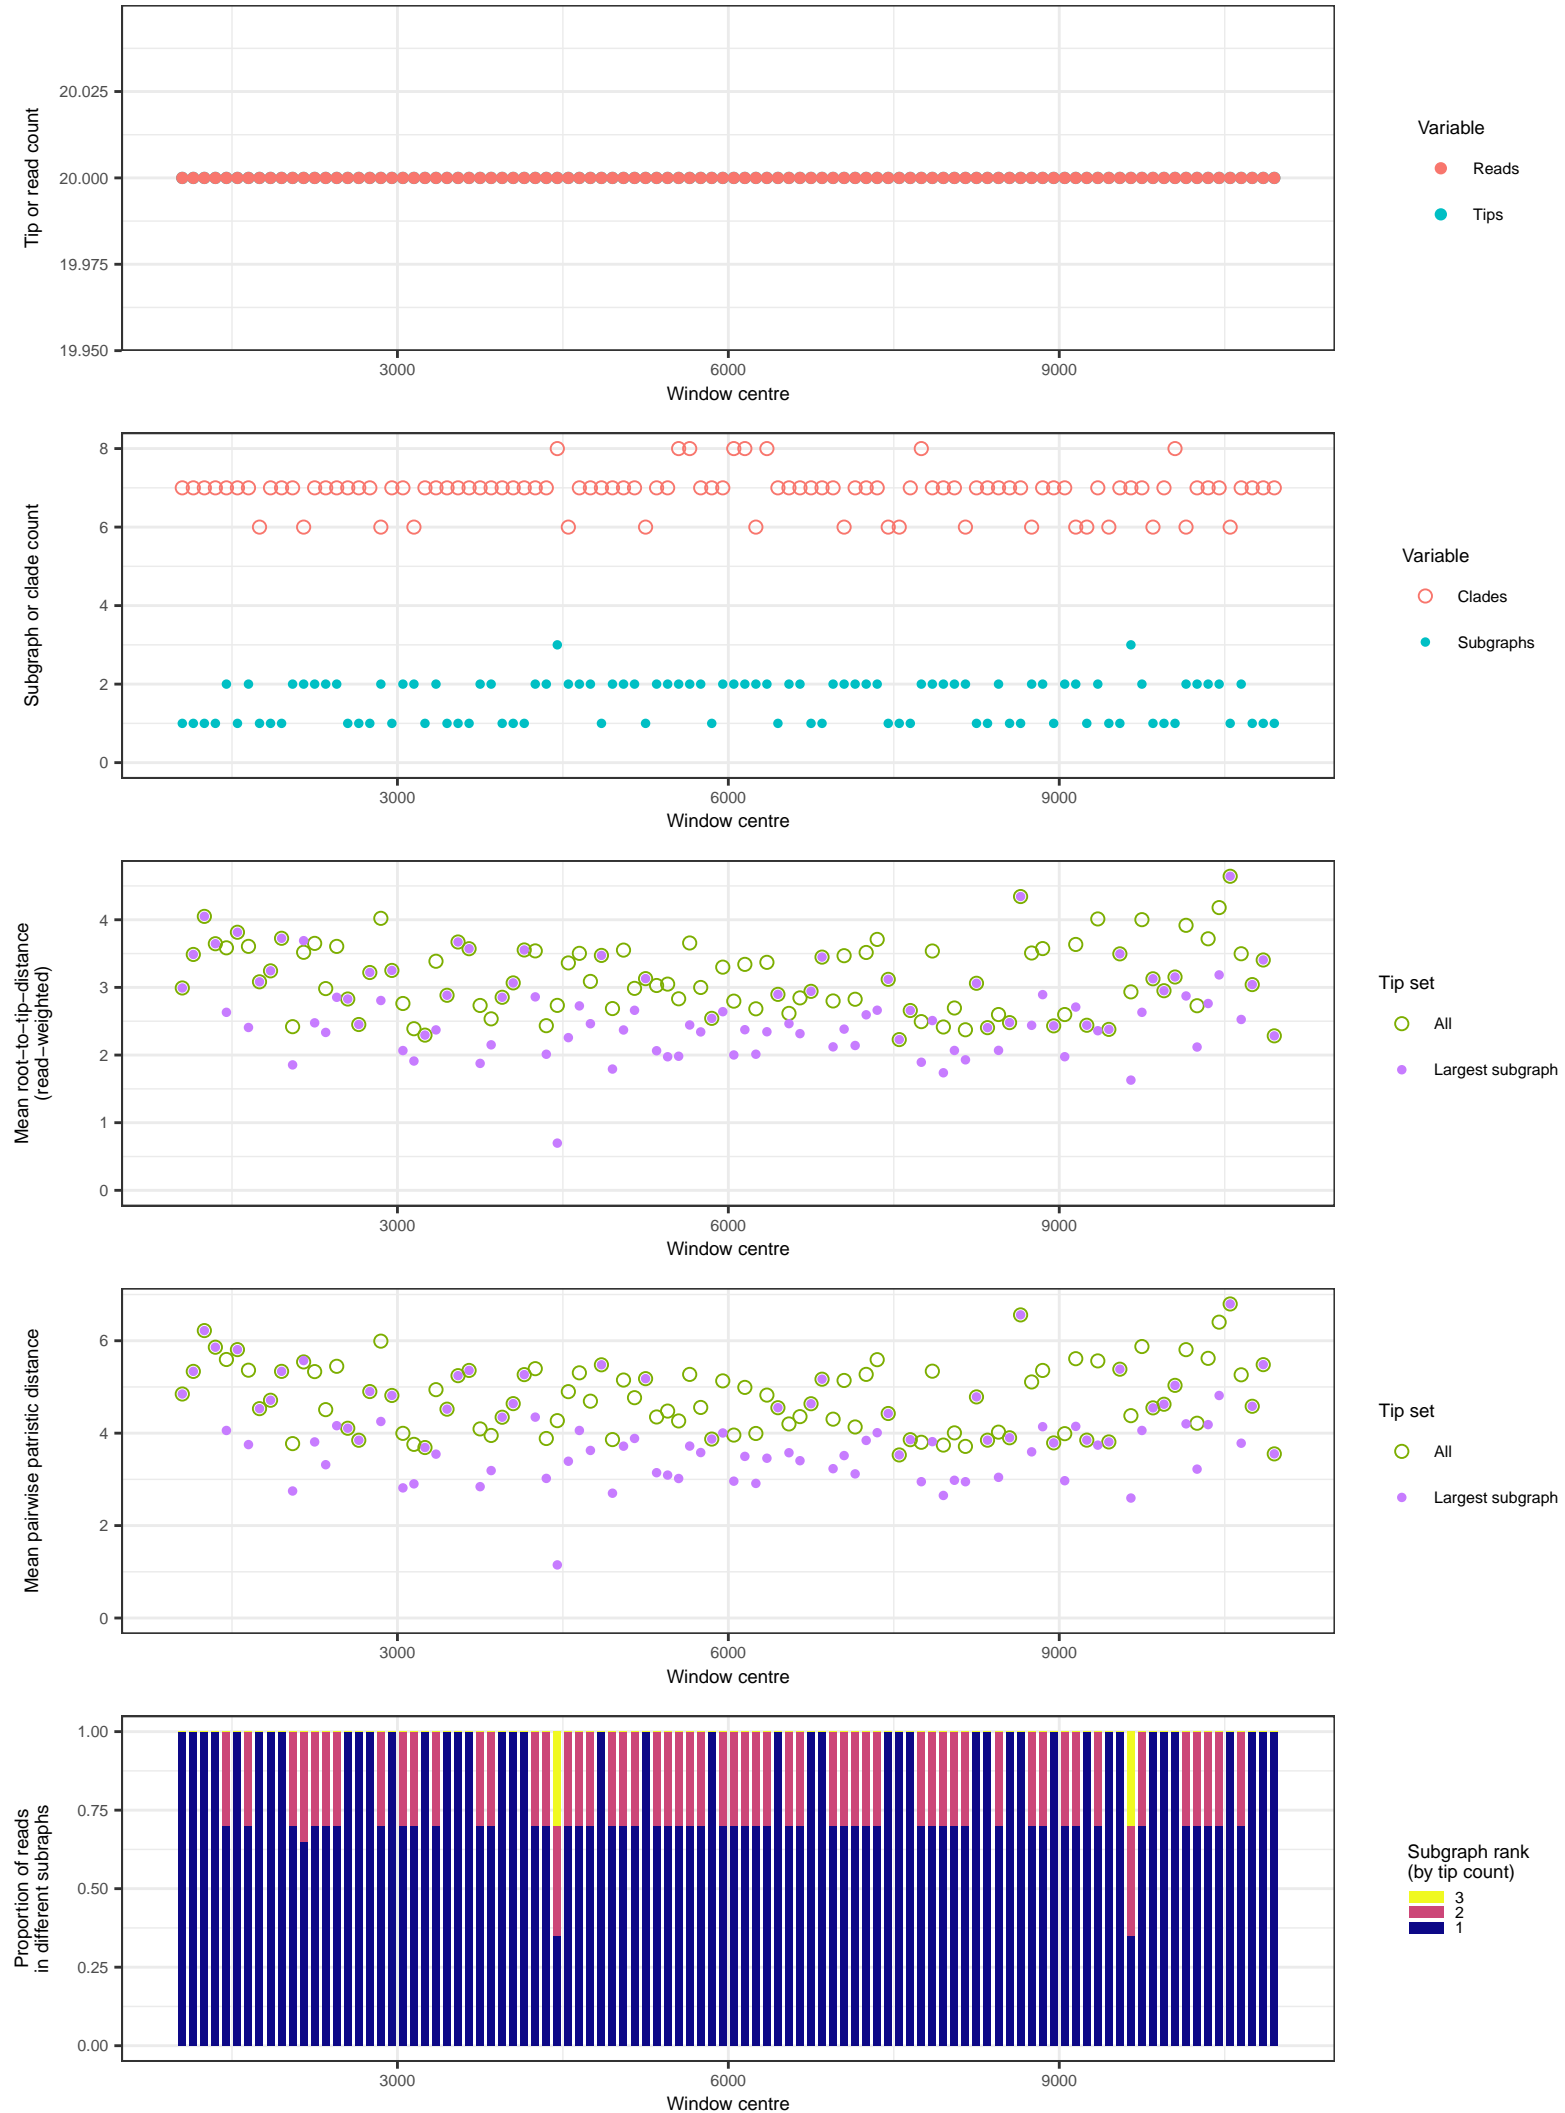 20.025
20.000
19.975
19.950
Tip or read count
3000
6000
9000
Window centre
Variable
Reads
Tips
8
6
4
2
0
Subgraph or clade count
3000
6000
9000
Window centre
Variable
Clades
Subgraphs
4
3
2
1
0
Mean root−to−tip−distance
(read−weighted)
3000
6000
9000
Window centre
Tip set
All
Largest subgraph
6
4
2
0
Mean pairwise patristic distance
3000
6000
9000
Window centre
Tip set
All
Largest subgraph
1.00
0.75
0.50
0.25
0.00
Proportion of reads
in different subraphs
3000
6000
9000
Window centre
Subgraph rank
(by tip count)
3
2
1